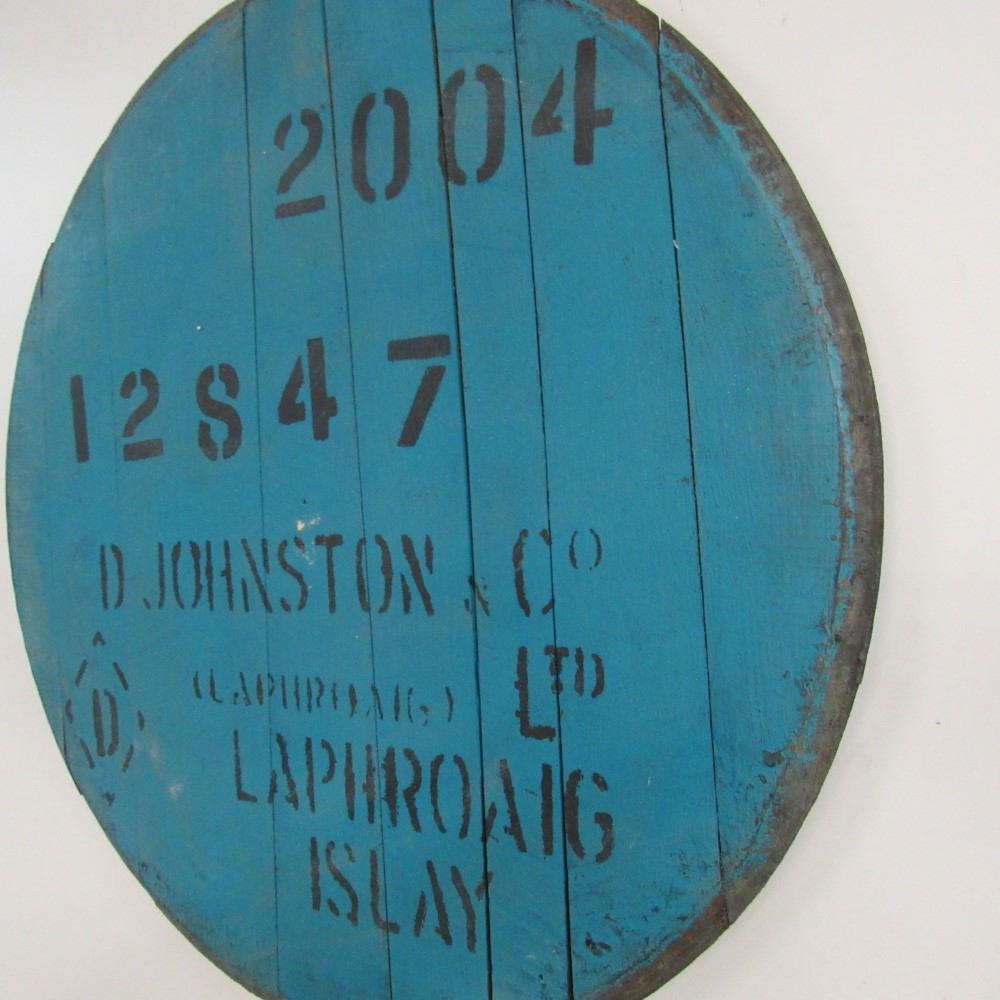 2004
12847
D JOHNSTON & Cº
(LAPHROAIG) LTD
D
LAPHROAIG
ISLAY